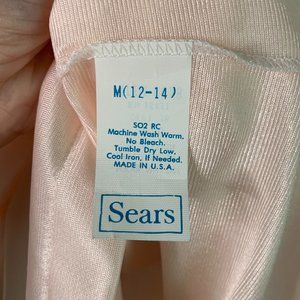 M(12-14)
SO2 RC
Machine Wash Warm.
No Bleach.
Tumble Dry Low.
Cool Iron, If Needed.
MADE IN U.S.A.
Sears